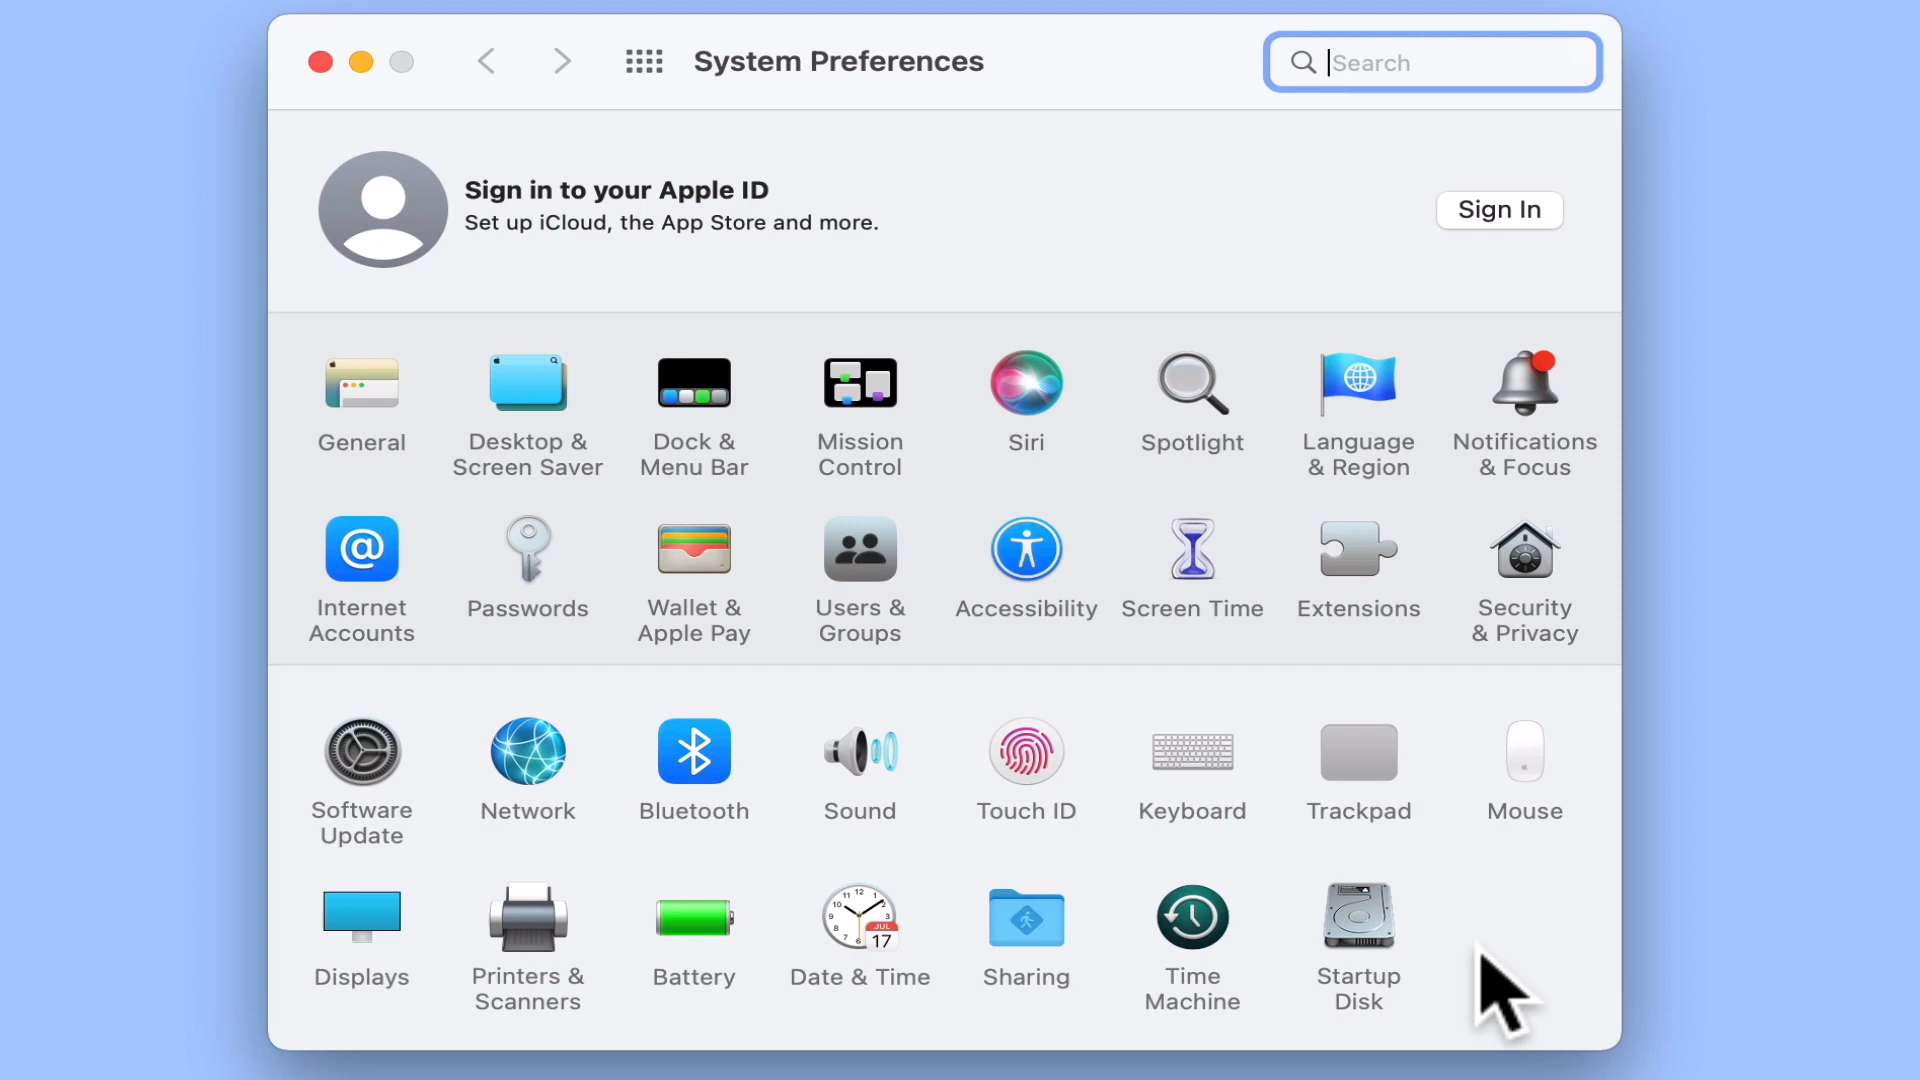 System Preferences
Search
Sign in to your Apple ID
Set up iCloud, the App Store and more.
Sign In
General
Desktop &
Screen Saver
Dock &
Menu Bar
Mission
Control
Siri
Spotlight
Language
& Region
Notifications
& Focus
Internet
Accounts
Passwords
Wallet &
Apple Pay
Users &
Groups
Accessibility
Screen Time
Extensions
Security
& Privacy
Software
Update
Network
Bluetooth
Sound
Touch ID
Keyboard
Trackpad
Mouse
Displays
Printers &
Scanners
Battery
JUL
17
Date & Time
Sharing
Time
Machine
Startup
Disk